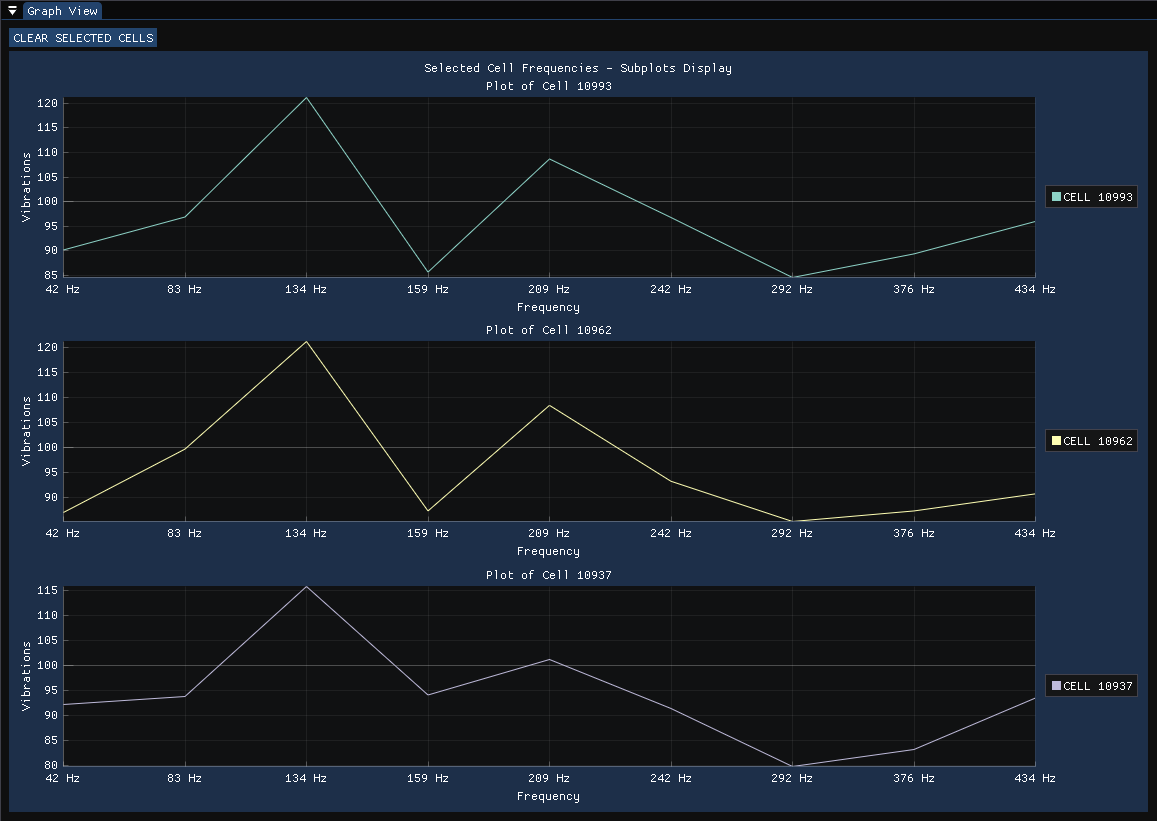 Graph View
CLEAR SELECTED CELLS
Selected Cell Frequencies - Subplots Display
Plot of Cell 10993
120
115
110
105
100
95
90
85
Vibrations
42 Hz 83 Hz 134 Hz 159 Hz 209 Hz 242 Hz 292 Hz 376 Hz 434 Hz
Frequency
CELL 10993
Plot of Cell 10962
120
115
110
105
100
95
90
Vibrations
42 Hz 83 Hz 134 Hz 159 Hz 209 Hz 242 Hz 292 Hz 376 Hz 434 Hz
Frequency
CELL 10962
Plot of Cell 10937
115
110
105
100
95
90
85
80
Vibrations
42 Hz 83 Hz 134 Hz 159 Hz 209 Hz 242 Hz 292 Hz 376 Hz 434 Hz
Frequency
CELL 10937